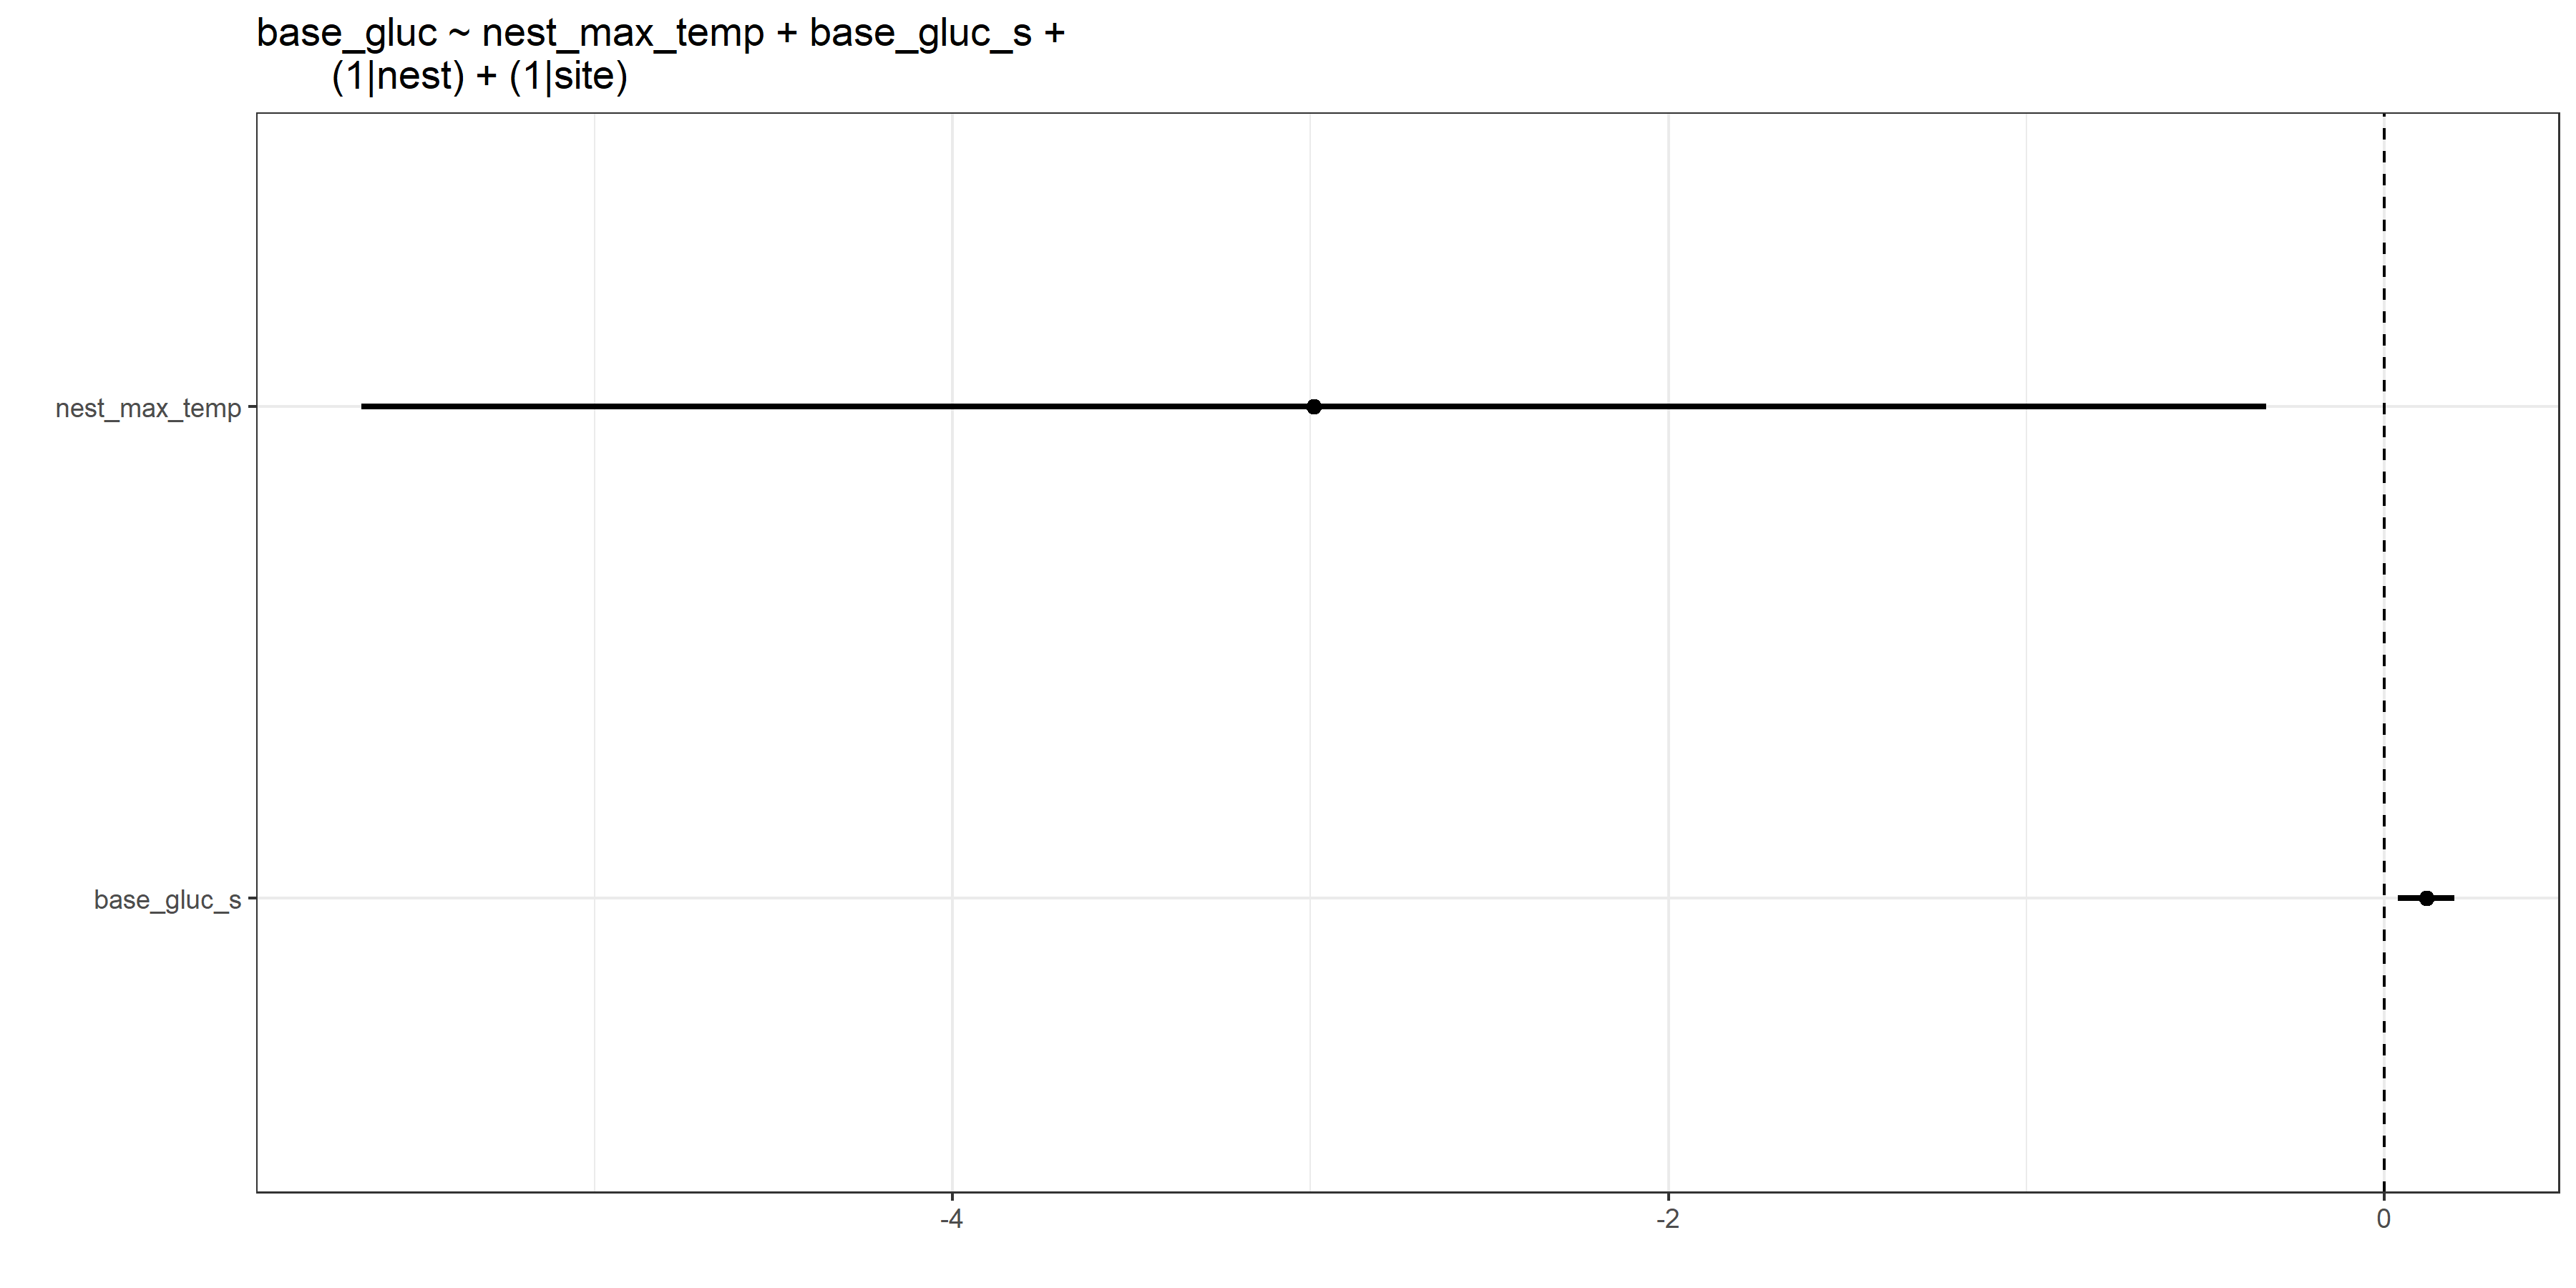 base_gluc ~ nest_max_temp + base_gluc_s +
(1|nest) + (1|site)
nest_max_temp
base_gluc_s
-4
-2
0